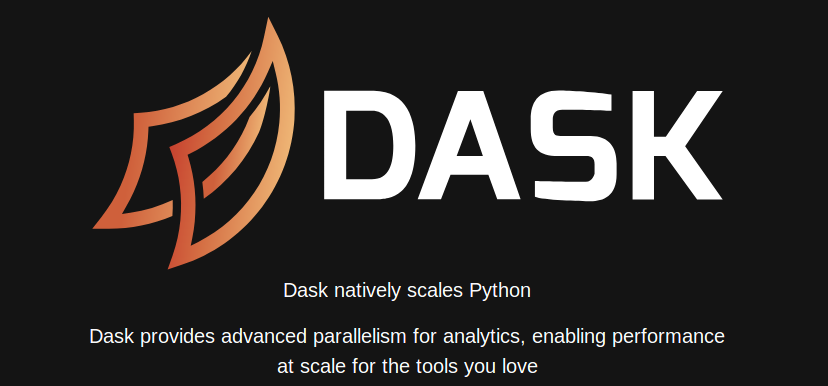 DASK
Dask natively scales Python
Dask provides advanced parallelism for analytics, enabling performance
at scale for the tools you love